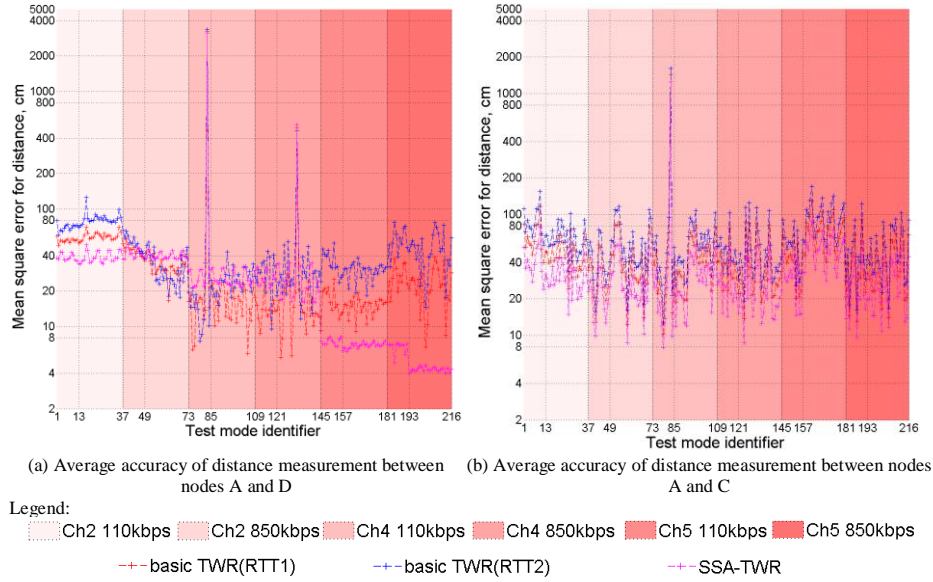 5000
4000
2000
1000
800
400
200
100
80
40
20
10
8
4
2
Mean square error for distance, cm
1 13 37 49 73 85 109 121 145 157 181 193 216
Test mode identifier
5000
4000
2000
1000
800
400
200
100
80
40
20
10
8
4
2
Mean square error for distance, cm
1 13 37 49 73 85 109 121 145 157 181 193 216
Test mode identifier
(a) Average accuracy of distance measurement between
nodes A and D
(b) Average accuracy of distance measurement between nodes
A and C
Legend:
Ch2 110kbps Ch2 850kbps Ch4 110kbps Ch4 850kbps Ch5 110kbps Ch5 850kbps
basic TWR(RTT1) basic TWR(RTT2) SSA-TWR